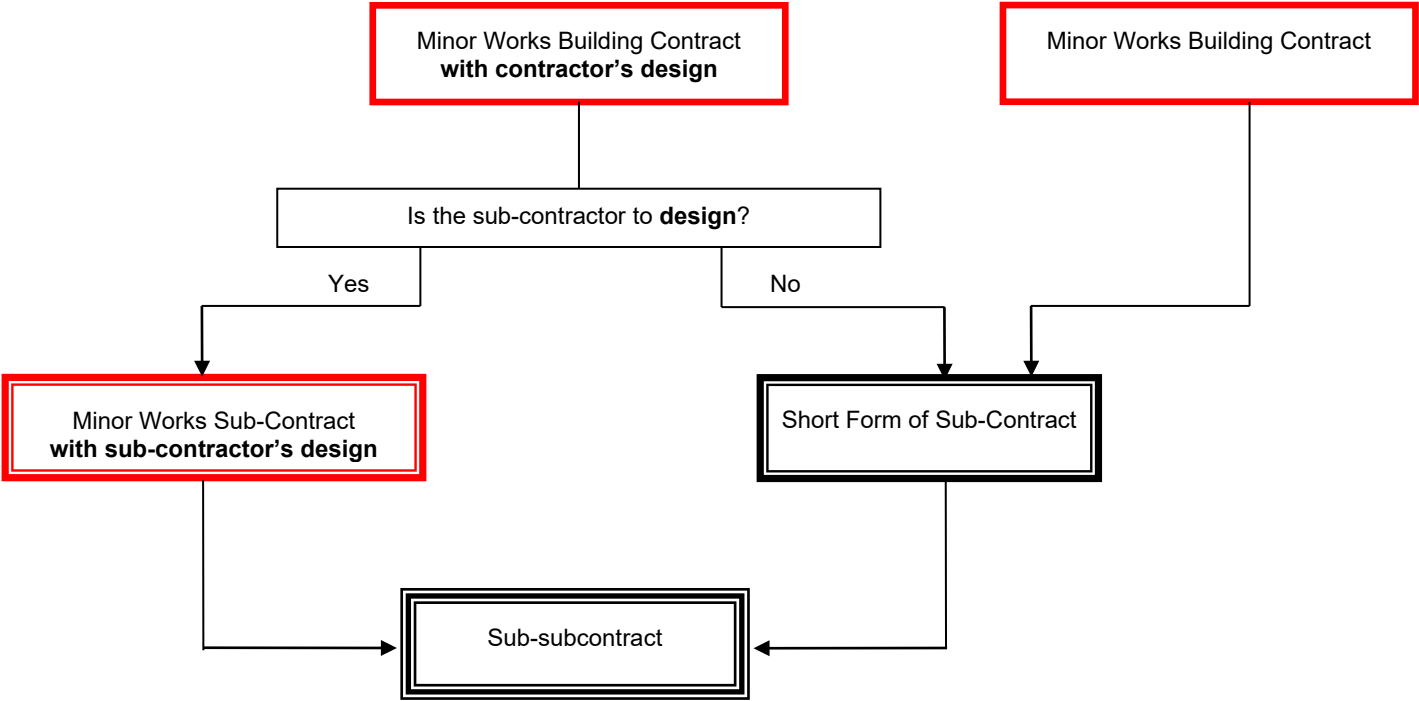 Minor Works Building Contract
with contractor’s design
Minor Works Building Contract
Is the sub-contractor to design?
Yes
No
Minor Works Sub-Contract
with sub-contractor’s design
Short Form of Sub-Contract
Sub-subcontract